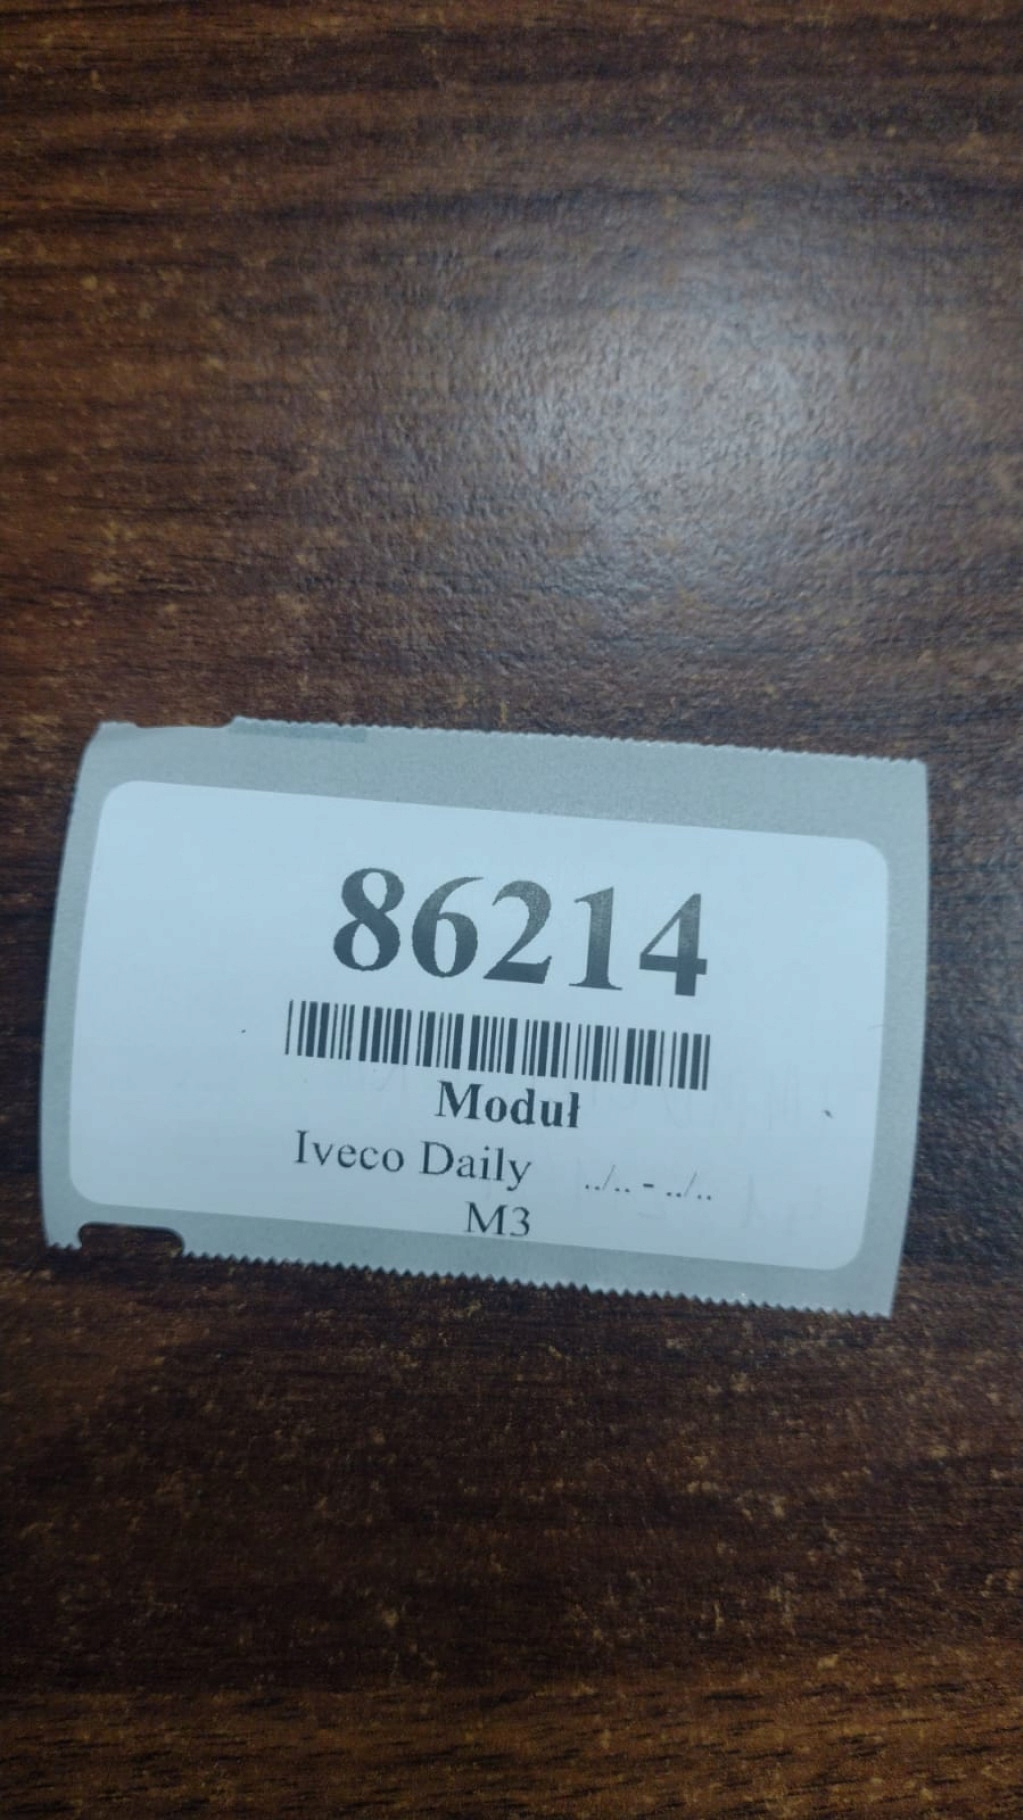 86214
Moduł
Iveco Daily ../.. - ../..
M3